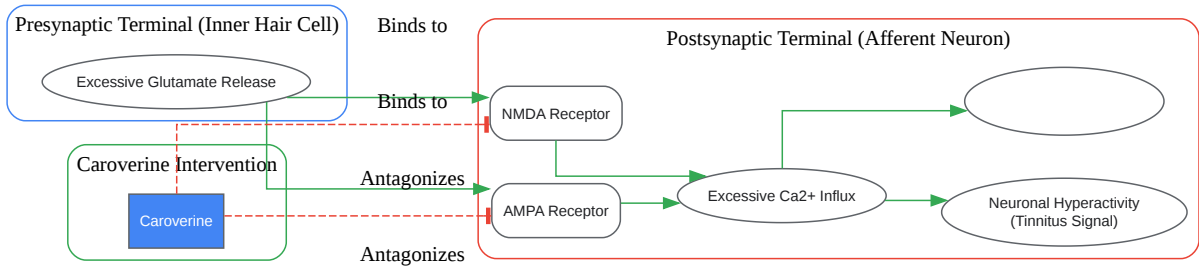 Presynaptic Terminal (Inner Hair Cell)
Binds to
Postsynaptic Terminal (Afferent Neuron)
Excessive Glutamate Release
Binds to
NMDA Receptor
Caroverine Intervention
Antagonizes
Caroverine
AMPA Receptor
Excessive Ca2+ Influx
Neuronal Hyperactivity
(Tinnitus Signal)
Antagonizes